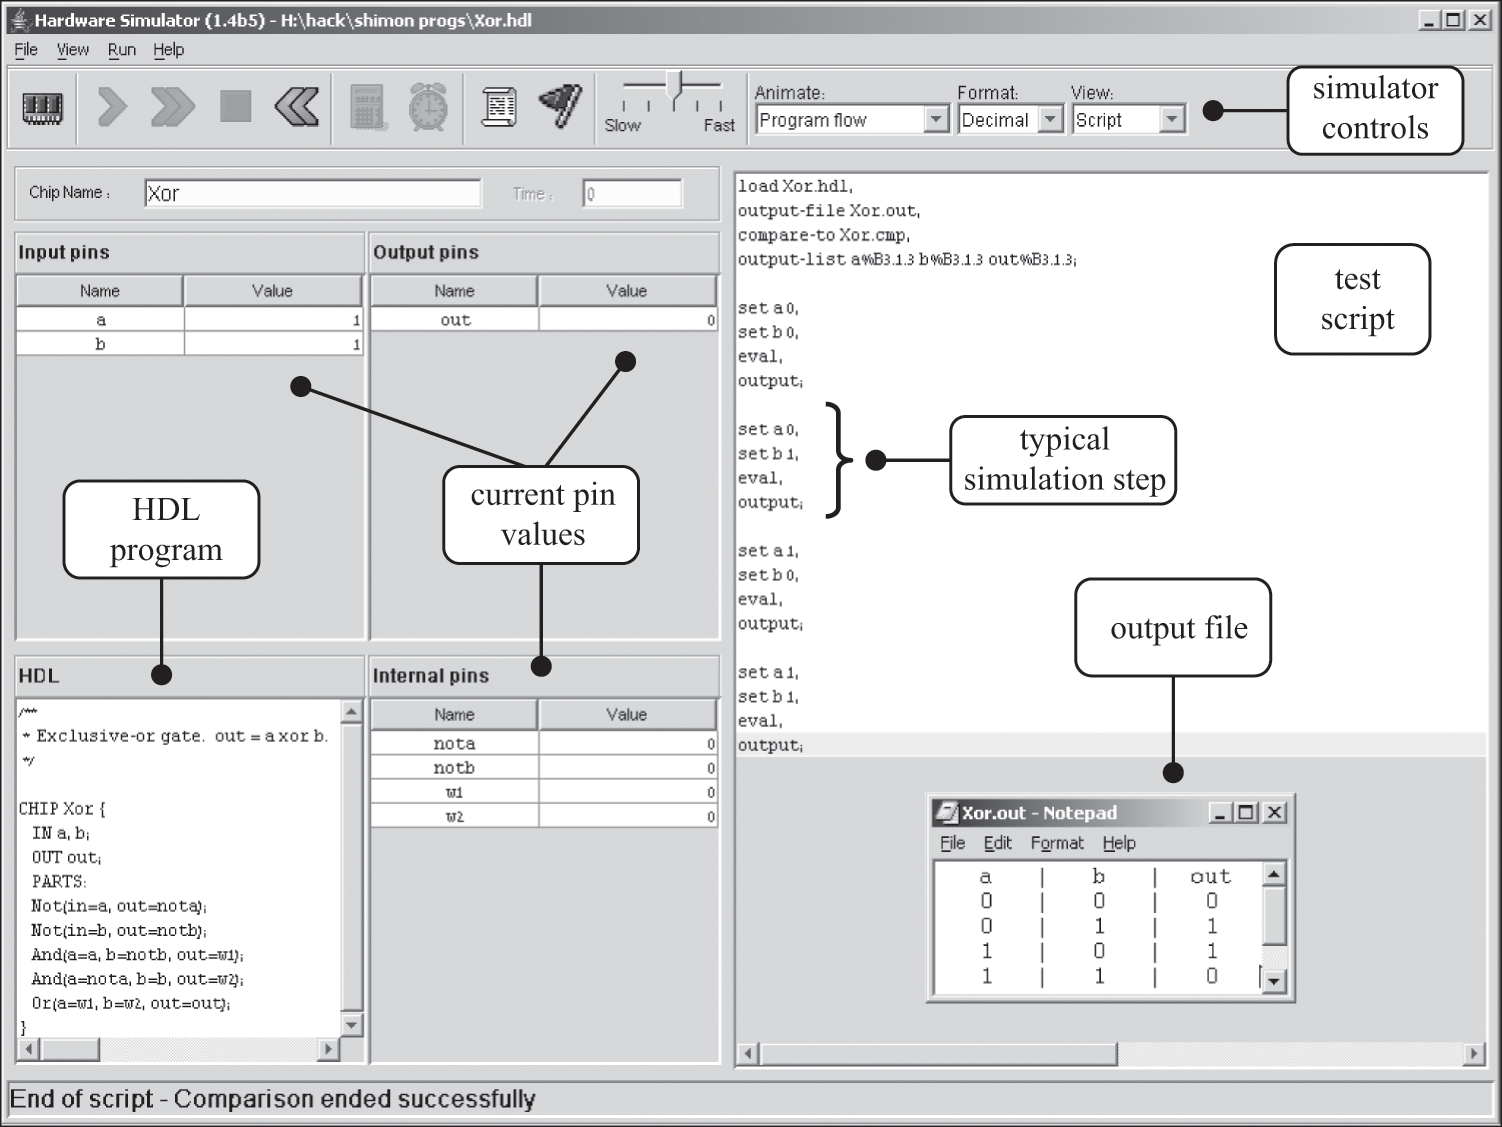 Hardware Simulator (1.4b5) - H:\hack\shimon progs\Xor.hdl
File View Run Help
Slow Fast
Animate:
Program flow
Format:
Decimal
View:
Script
simulator
controls
Chip Name : Xor Time : 0
Input pins
Name Value
a 1
b 1
Output pins
Name Value
out 0
current pin
values
HDL
program
HDL
/**
* Exclusive-or gate. out = a xor b.
*/
CHIP Xor {
IN a, b;
OUT out;
PARTS:
Not(in=a, out=nota);
Not(in=b, out=notb);
And(a=a, b=notb, out=w1);
And(a=nota, b=b, out=w2);
Or(a=w1, b=w2, out=out);
}
Internal pins
Name Value
nota 0
notb 0
w1 0
w2 0
load Xor.hdl,
output-file Xor.out,
compare-to Xor.cmp,
output-list a%B3.1.3 b%B3.1.3 out%B3.1.3;
set a 0,
set b 0,
eval,
output;
set a 0,
set b 1,
eval,
output;
set a 1,
set b 0,
eval,
output;
set a 1,
set b 1,
eval,
output;
test
script
typical
simulation step
output file
Xor.out - Notepad
File Edit Format Help
a | b | out
0 | 0 | 0
0 | 1 | 1
1 | 0 | 1
1 | 1 | 0
End of script - Comparison ended successfully